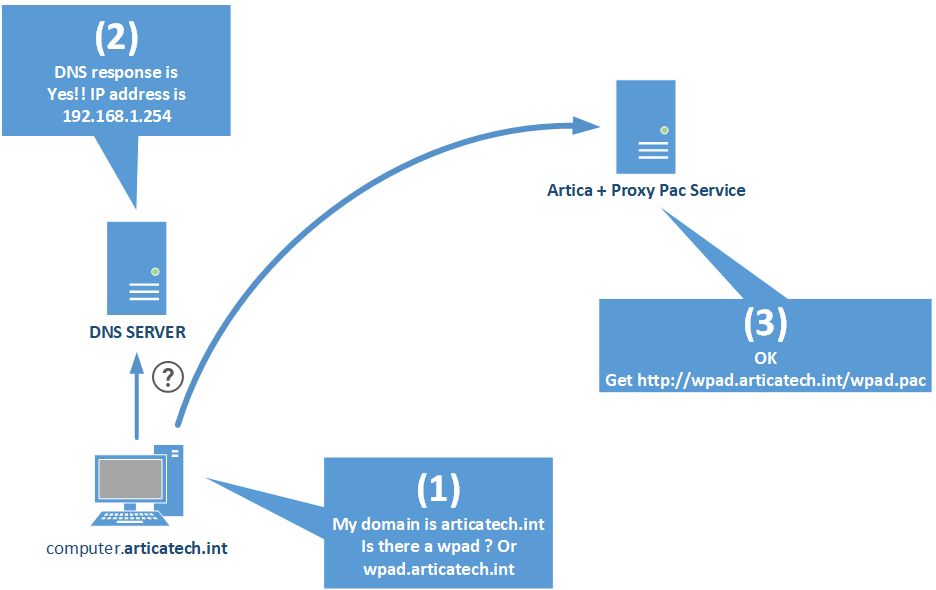 (2)
DNS response is
Yes!! IP address is
192.168.1.254
Artica + Proxy Pac Service
DNS SERVER
(3)
OK
Get http://wpad.articatech.int/wpad.pac
?
(1)
My domain is articatech.int
Is there a wpad ? Or
wpad.articatech.int
computer.articatech.int